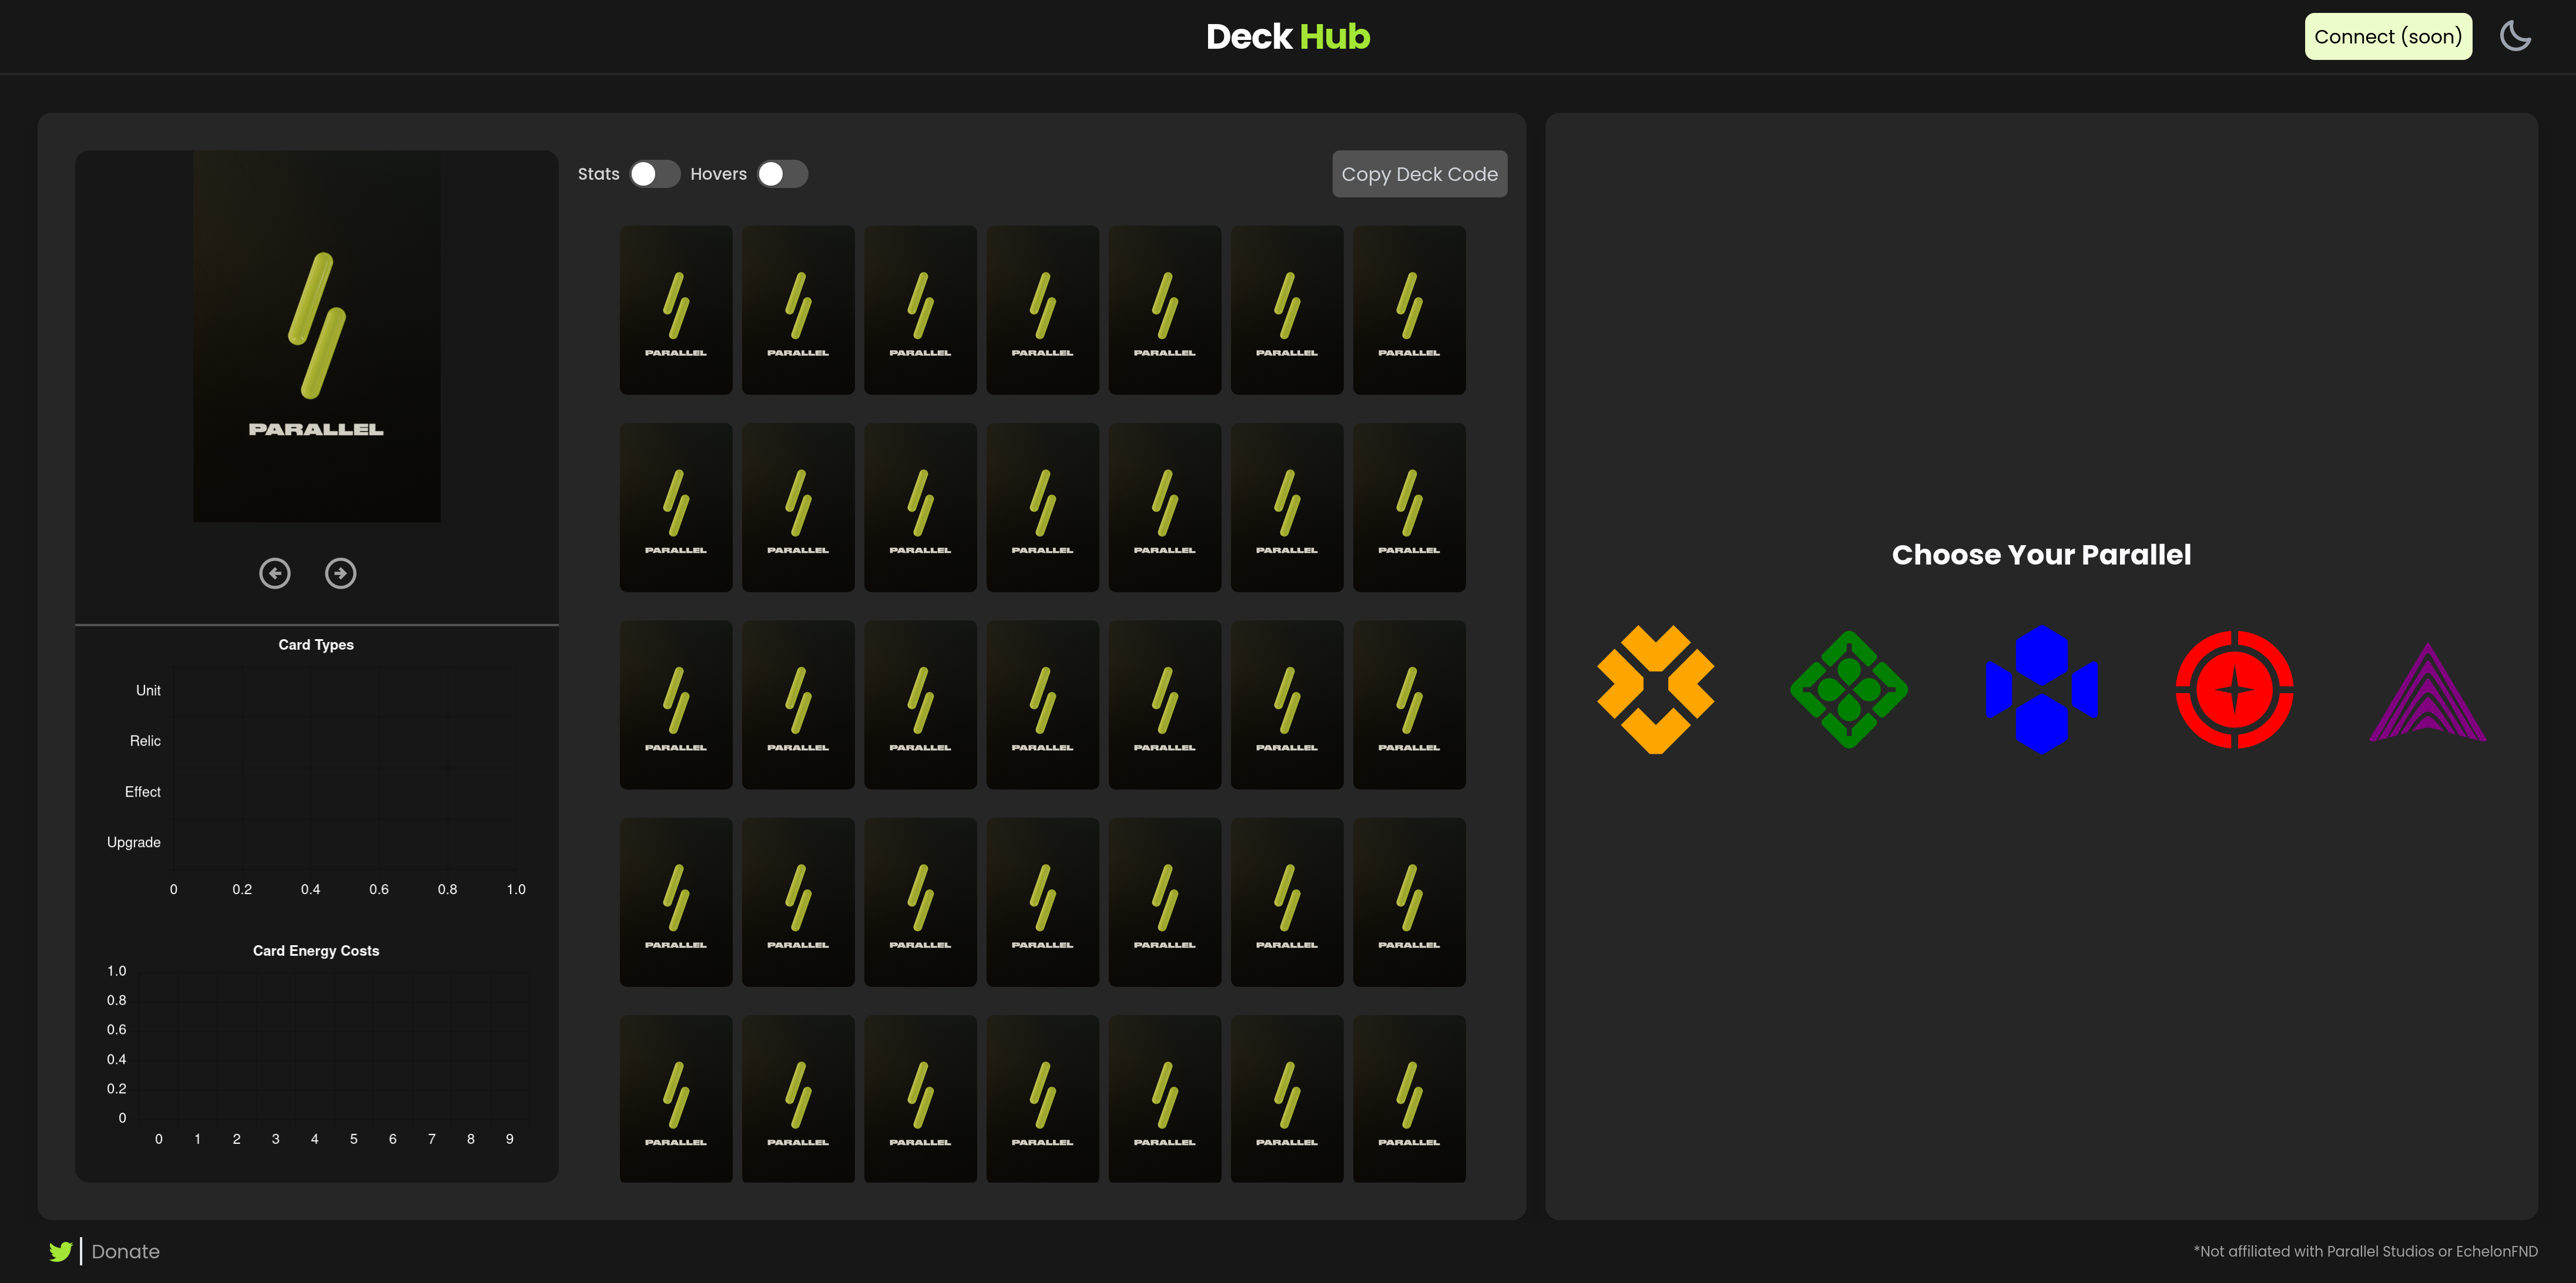 Deck Hub
Connect (soon)
PARALLEL
Card Types
Unit
Relic
Effect
Upgrade
0 0.2 0.4 0.6 0.8 1.0
Card Energy Costs
1.0
0.8
0.6
0.4
0.2
0
0 1 2 3 4 5 6 7 8 9
Stats Hovers Copy Deck Code
PARALLEL PARALLEL PARALLEL PARALLEL PARALLEL PARALLEL PARALLEL
PARALLEL PARALLEL PARALLEL PARALLEL PARALLEL PARALLEL PARALLEL
PARALLEL PARALLEL PARALLEL PARALLEL PARALLEL PARALLEL PARALLEL
PARALLEL PARALLEL PARALLEL PARALLEL PARALLEL PARALLEL PARALLEL
PARALLEL PARALLEL PARALLEL PARALLEL PARALLEL PARALLEL PARALLEL
Choose Your Parallel
Donate
*Not affiliated with Parallel Studios or EchelonFND